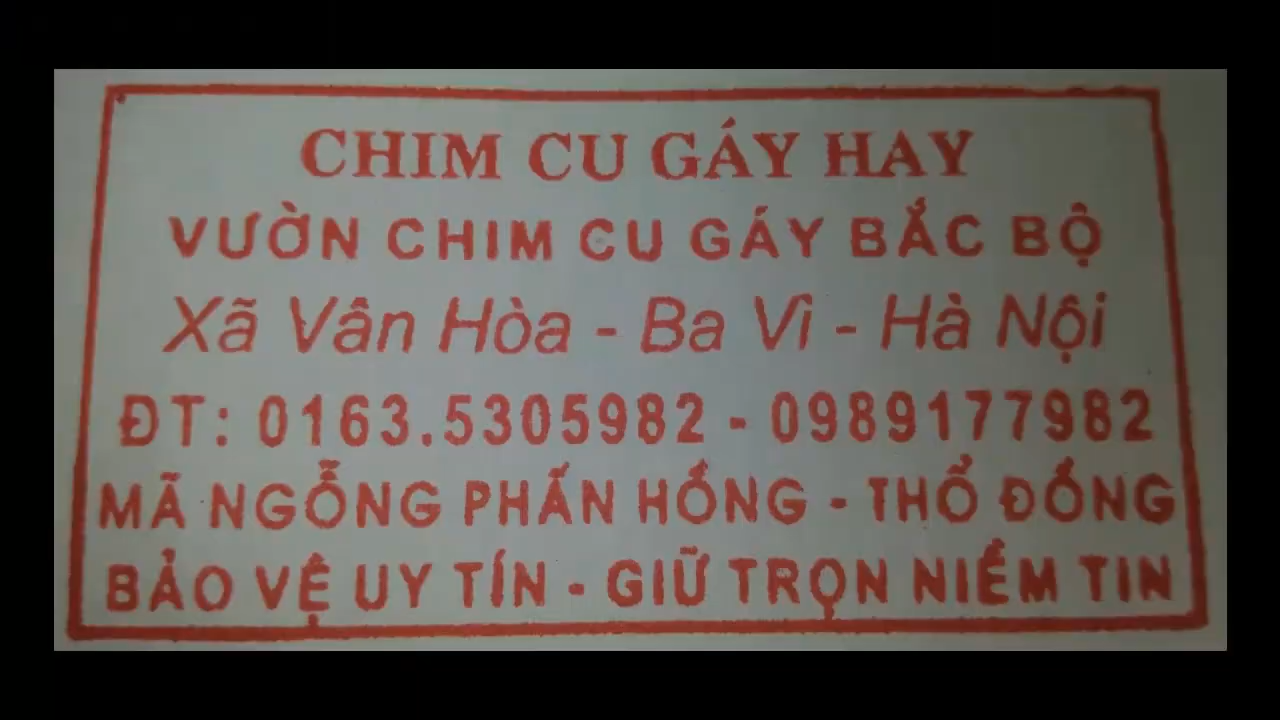 CHIM CU GÁY HAY
VƯỜN CHIM CU GÁY BẮC BỘ
Xã Vân Hòa - Ba Vì - Hà Nội
ĐT: 0163.5305982 - 0989177982
MÃ NGỖNG PHẤN HỒNG - THỔ ĐỒNG
BẢO VỆ UY TÍN - GIỮ TRỌN NIỀM TIN